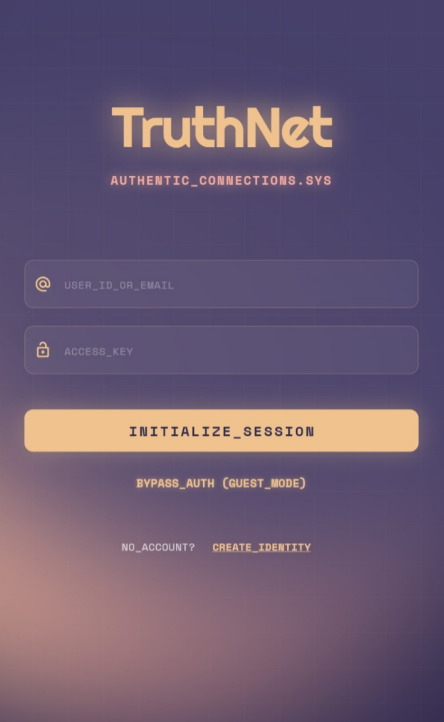 TruthNet
AUTHENTIC_CONNECTIONS.SYS
USER_ID_OR_EMAIL
ACCESS_KEY
INITIALIZE_SESSION
BYPASS_AUTH (GUEST_MODE)
NO_ACCOUNT? CREATE_IDENTITY